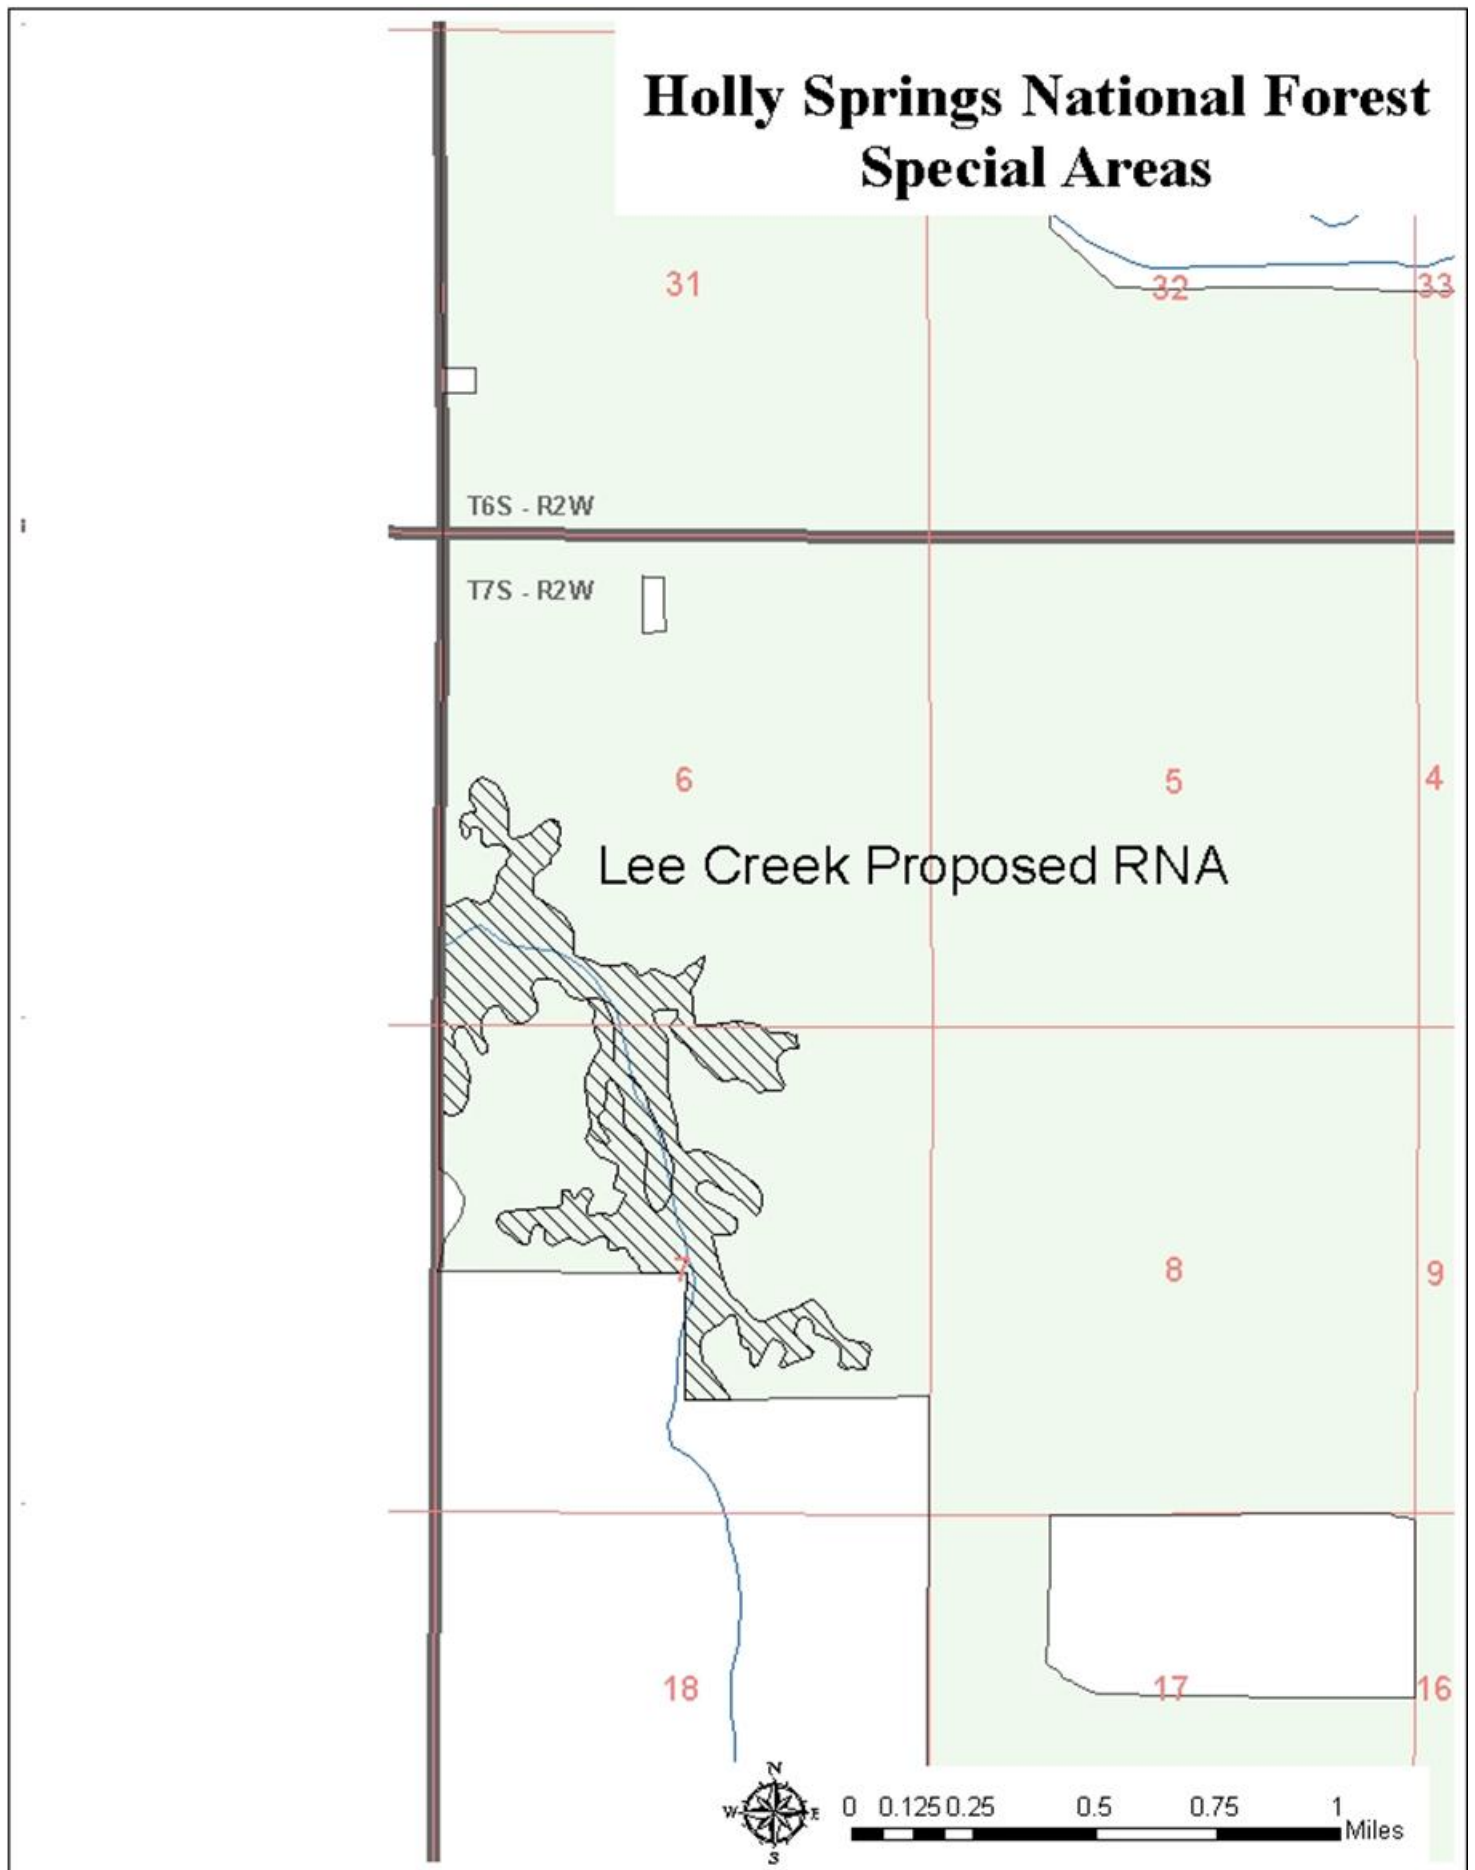 Holly Springs National Forest
Special Areas
31
32
33
T6S - R2W
T7S - R2W
6
5
4
Lee Creek Proposed RNA
7
8
9
18
17
16
N
W
E
S
0 0.125 0.25 0.5 0.75 1
Miles